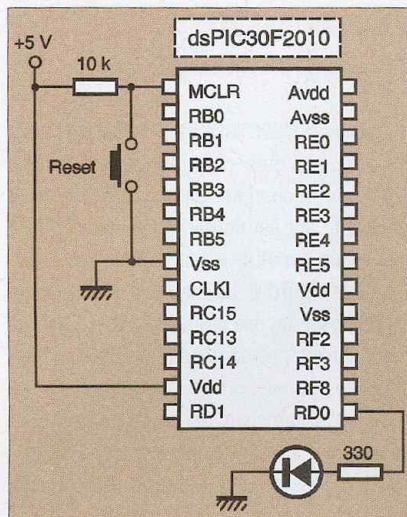 dsPIC30F2010
+5 V
10 k
Reset
MCLR
RB0
RB1
RB2
RB3
RB4
RB5
Vss
CLKI
RC15
RC13
RC14
Vdd
RD1
Avdd
Avss
RE0
RE1
RE2
RE3
RE4
RE5
Vdd
Vss
RF2
RF3
RF8
RD0
330